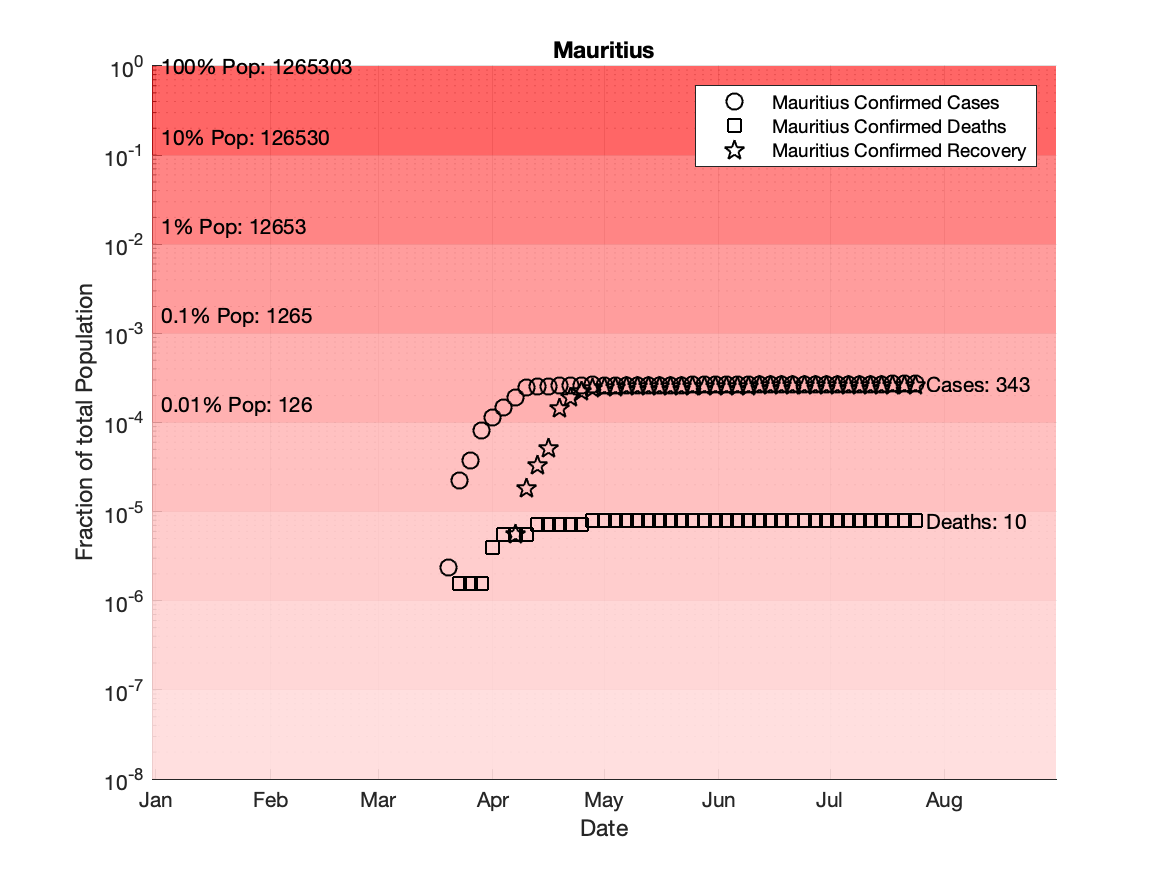 Mauritius
10^0
100% Pop: 1265303
Mauritius Confirmed Cases
Mauritius Confirmed Deaths
Mauritius Confirmed Recovery
10% Pop: 126530
10^-1
1% Pop: 12653
10^-2
0.1% Pop: 1265
10^-3
Cases: 343
0.01% Pop: 126
10^-4
10^-5
Deaths: 10
10^-6
10^-7
10^-8
Fraction of total Population
Jan Feb Mar Apr May Jun Jul Aug
Date